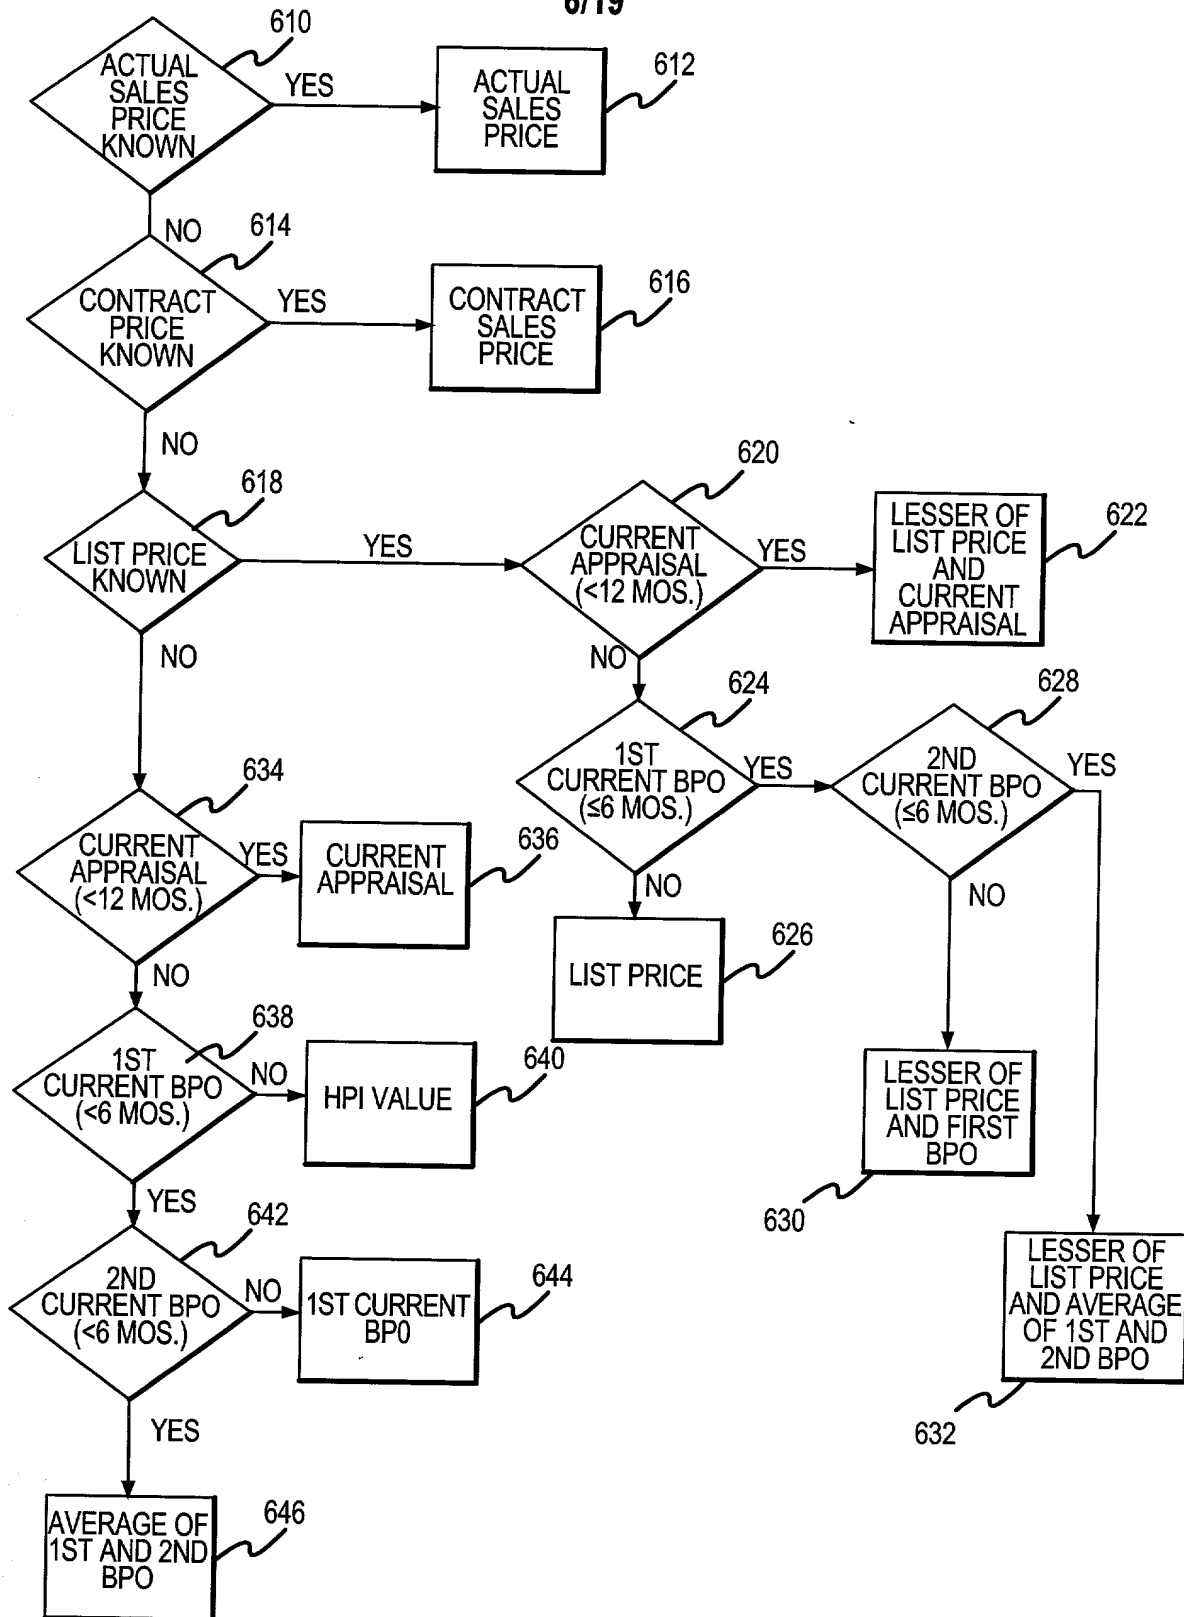 6/19
610
ACTUAL
SALES
PRICE
KNOWN
YES
ACTUAL
SALES
PRICE
612
NO
614
CONTRACT
PRICE
KNOWN
YES
CONTRACT
SALES
PRICE
616
NO
618
LIST PRICE
KNOWN
YES
620
CURRENT
APPRAISAL
(<12 MOS.)
YES
LESSER OF
LIST PRICE
AND
CURRENT
APPRAISAL
622
NO
NO
624
1ST
CURRENT BPO
(≤6 MOS.)
YES
628
2ND
CURRENT BPO
(≤6 MOS.)
YES
634
CURRENT
APPRAISAL
(<12 MOS.)
YES
CURRENT
APPRAISAL
636
NO
LIST PRICE
626
NO
NO
638
1ST
CURRENT BPO
(<6 MOS.)
NO
HPI VALUE
640
LESSER OF
LIST PRICE
AND FIRST
BPO
630
YES
642
2ND
CURRENT BPO
(<6 MOS.)
NO
1ST CURRENT
BP0
644
LESSER OF
LIST PRICE
AND AVERAGE
OF 1ST AND
2ND BPO
632
YES
AVERAGE OF
1ST AND 2ND
BPO
646